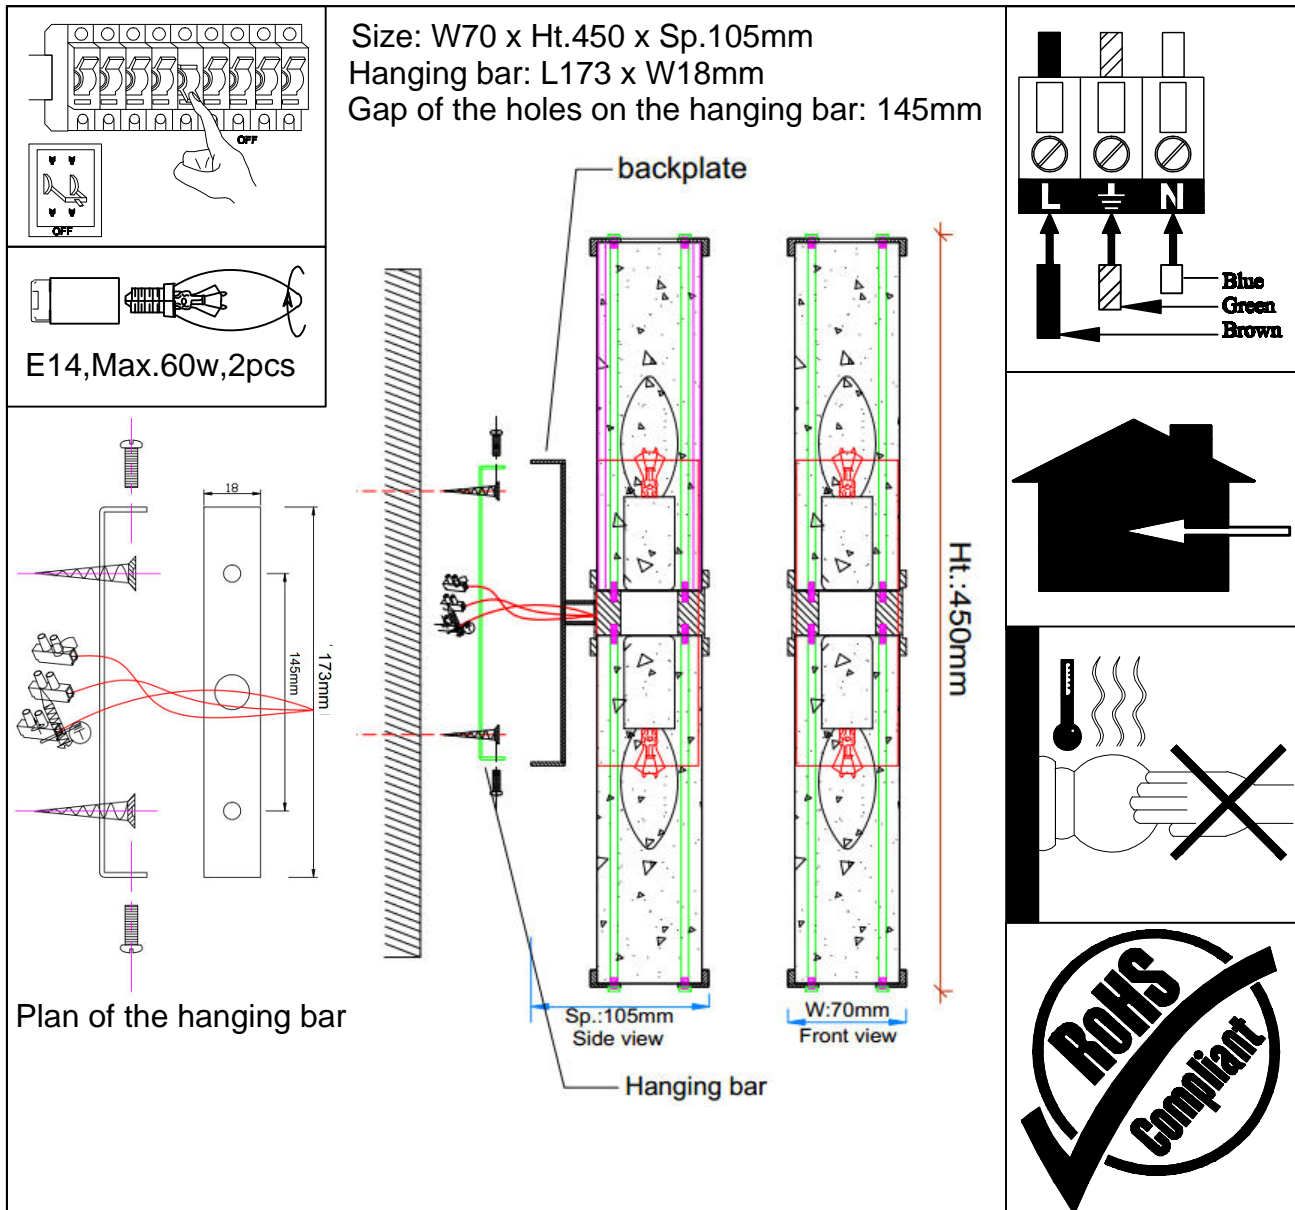 OFF
OFF
E14,Max.60w,2pcs
Size: W70 x Ht.450 x Sp.105mm
Hanging bar: L173 x W18mm
Gap of the holes on the hanging bar: 145mm
backplate
18
145mm
173mm
Plan of the hanging bar
Ht.:450mm
Sp.:105mm
Side view
W:70mm
Front view
Hanging bar
L N
Blue
Green
Brown
RoHS
Compliant